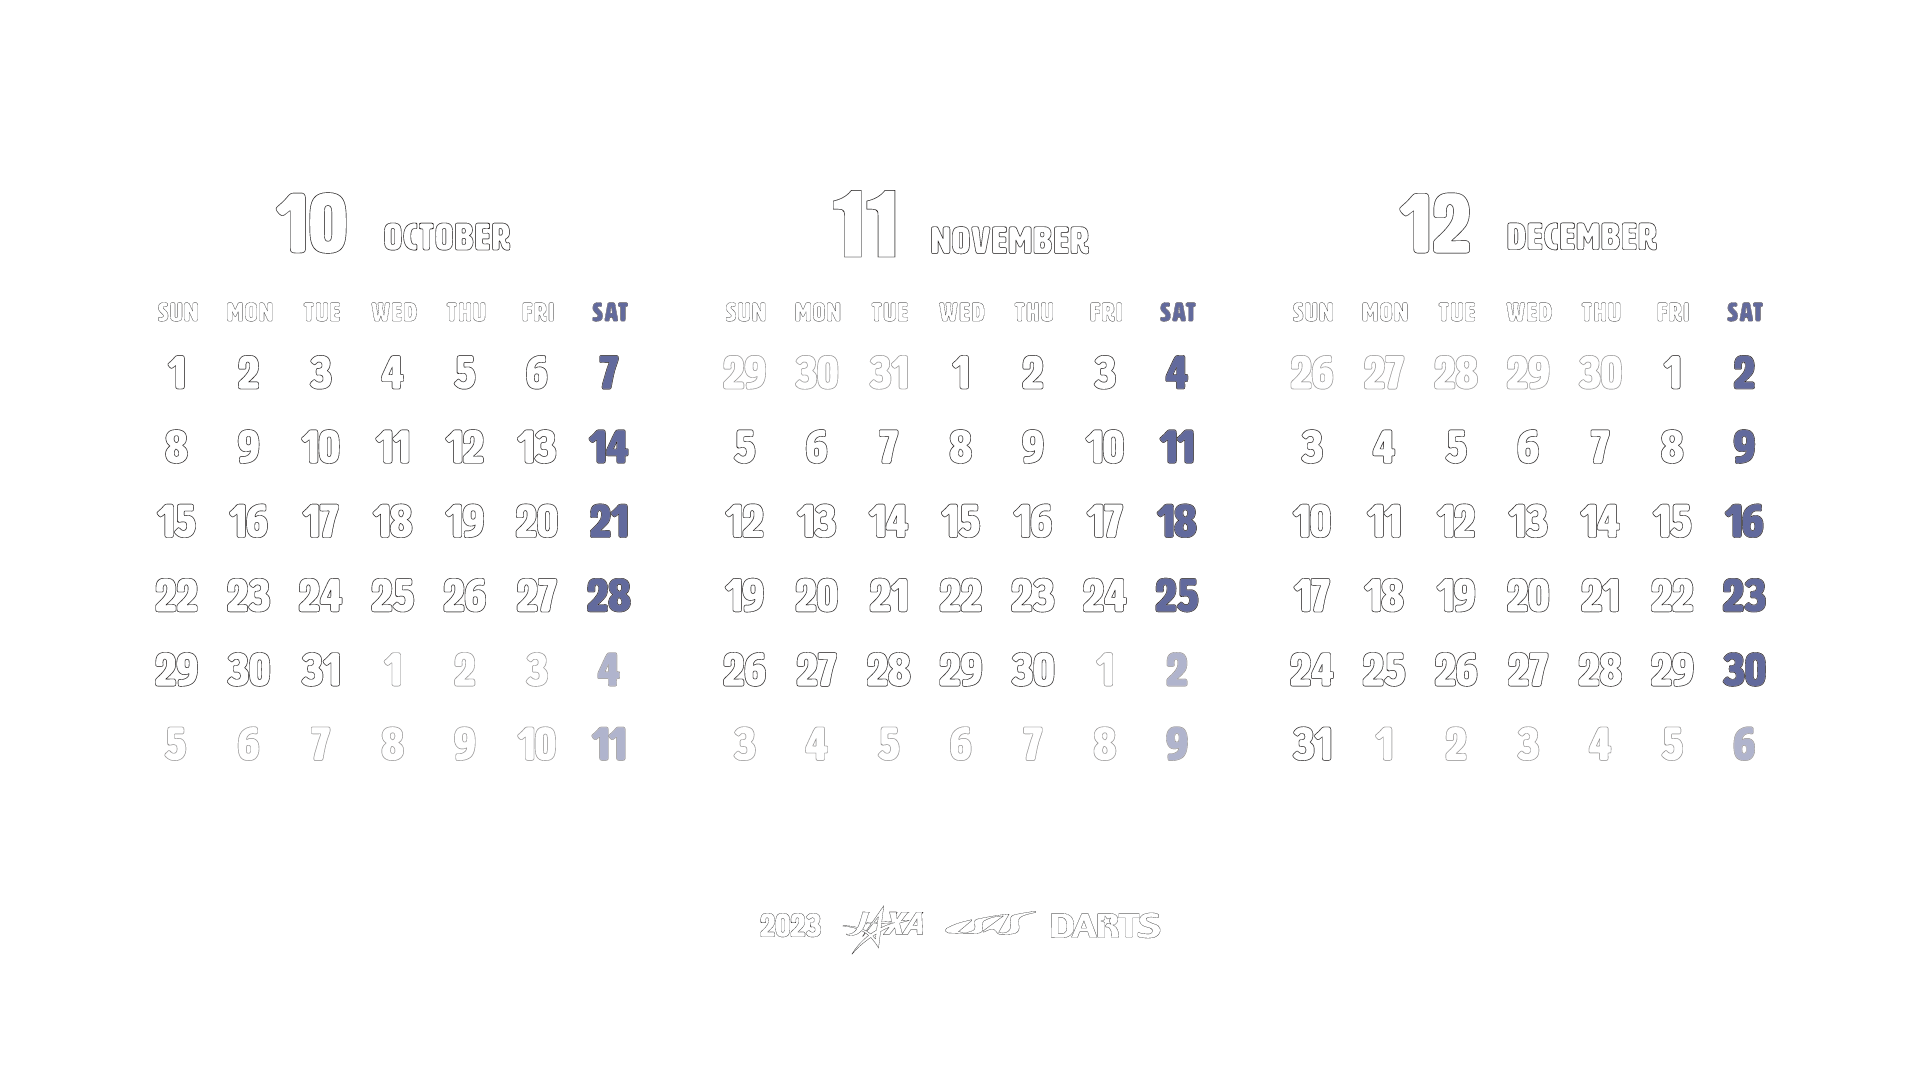 10 OCTOBER
SUN MON TUE WED THU FRI SAT
1 2 3 4 5 6 7
8 9 10 11 12 13 14
15 16 17 18 19 20 21
22 23 24 25 26 27 28
29 30 31 1 2 3 4
5 6 7 8 9 10 11
11 NOVEMBER
SUN MON TUE WED THU FRI SAT
29 30 31 1 2 3 4
5 6 7 8 9 10 11
12 13 14 15 16 17 18
19 20 21 22 23 24 25
26 27 28 29 30 1 2
3 4 5 6 7 8 9
12 DECEMBER
SUN MON TUE WED THU FRI SAT
26 27 28 29 30 1 2
3 4 5 6 7 8 9
10 11 12 13 14 15 16
17 18 19 20 21 22 23
24 25 26 27 28 29 30
31 1 2 3 4 5 6
2023 JAXA ISAS DARTS